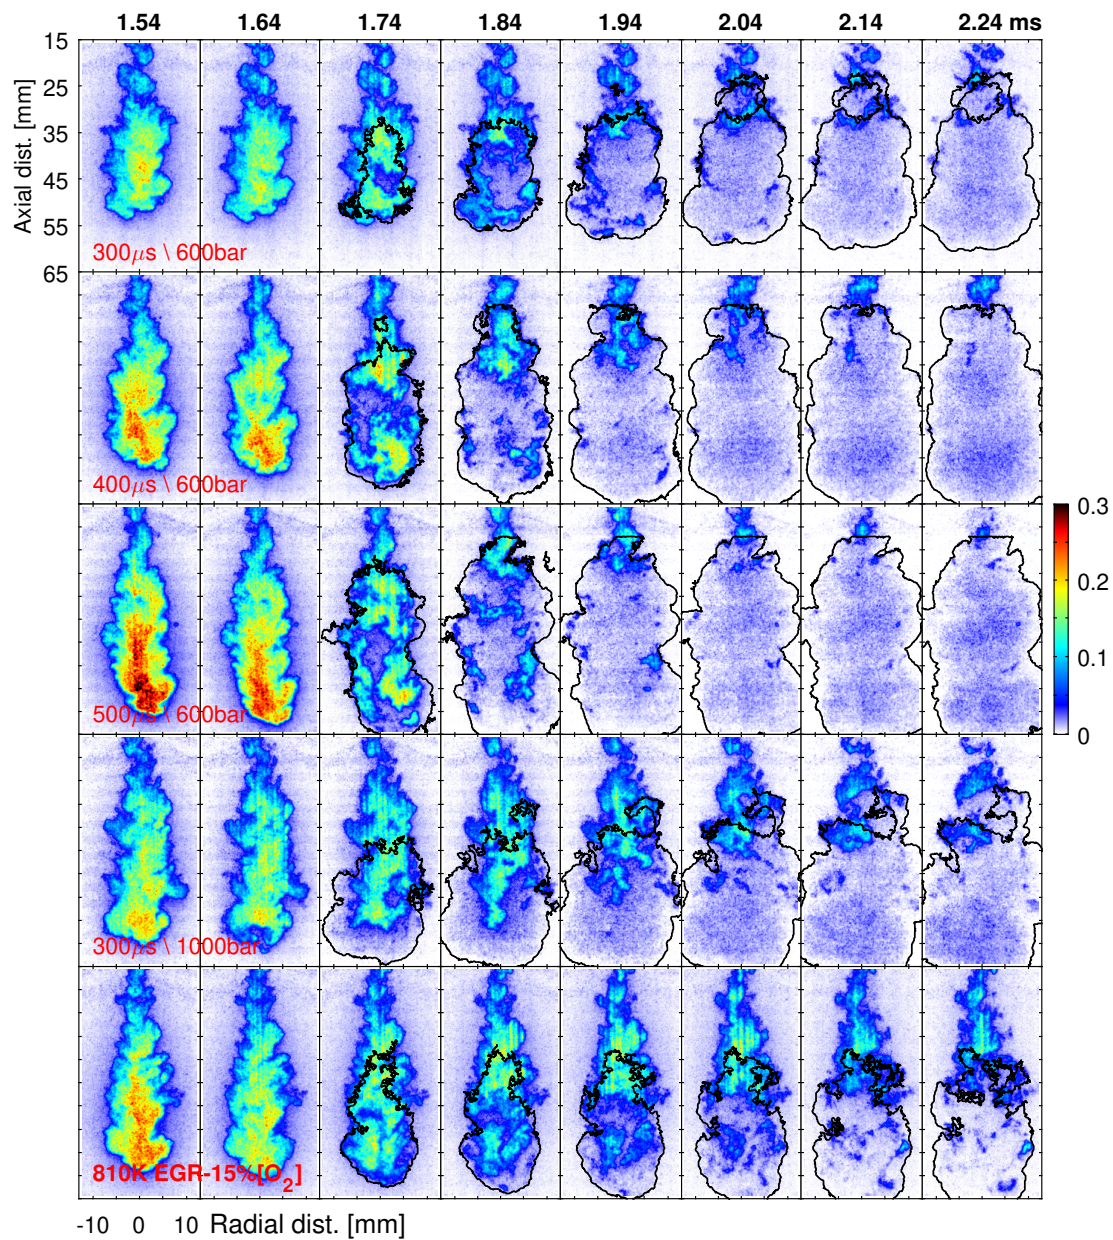 1.54 1.64 1.74 1.84 1.94 2.04 2.14 2.24 ms
15
25
35
45
55
65
Axial dist. [mm]
300μs \ 600bar
400μs \ 600bar
500μs \ 600bar
0.3
0.2
0.1
0
300μs \ 1000bar
810K EGR-15%[O₂]
-10 0 10 Radial dist. [mm]